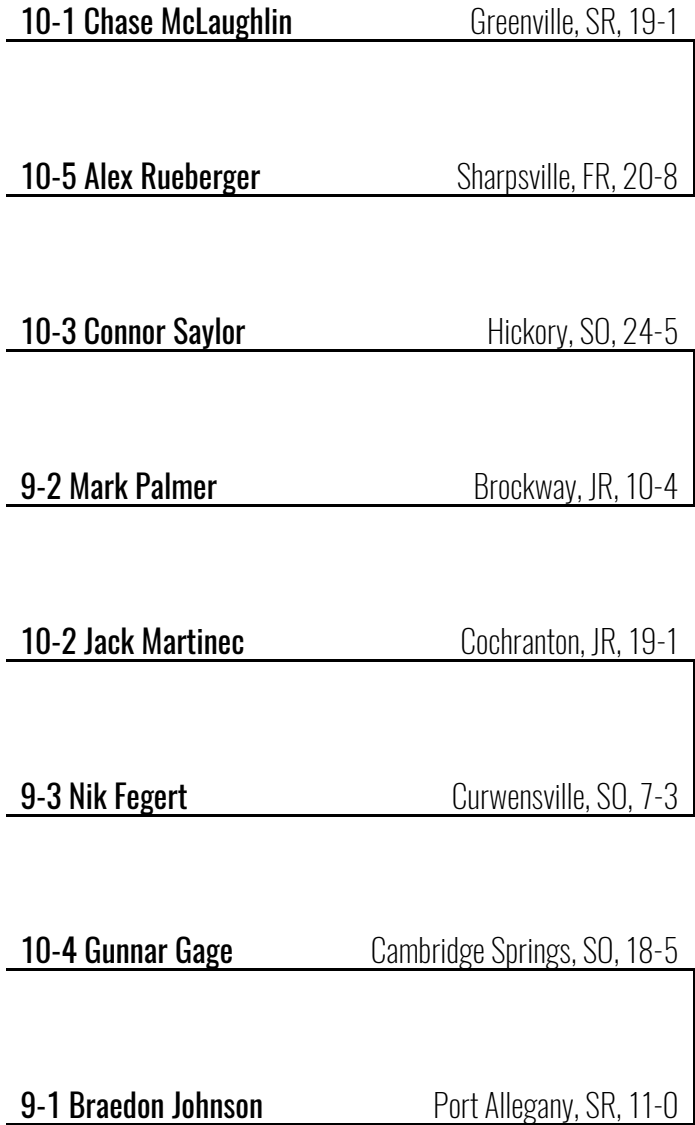 10-1 Chase McLaughlin Greenville, SR, 19-1
10-5 Alex Rueberger Sharpsville, FR, 20-8
10-3 Connor Saylor Hickory, SO, 24-5
9-2 Mark Palmer Brockway, JR, 10-4
10-2 Jack Martinec Cochranton, JR, 19-1
9-3 Nik Fegert Curwensville, SO, 7-3
10-4 Gunnar Gage Cambridge Springs, SO, 18-5
9-1 Braedon Johnson Port Allegany, SR, 11-0